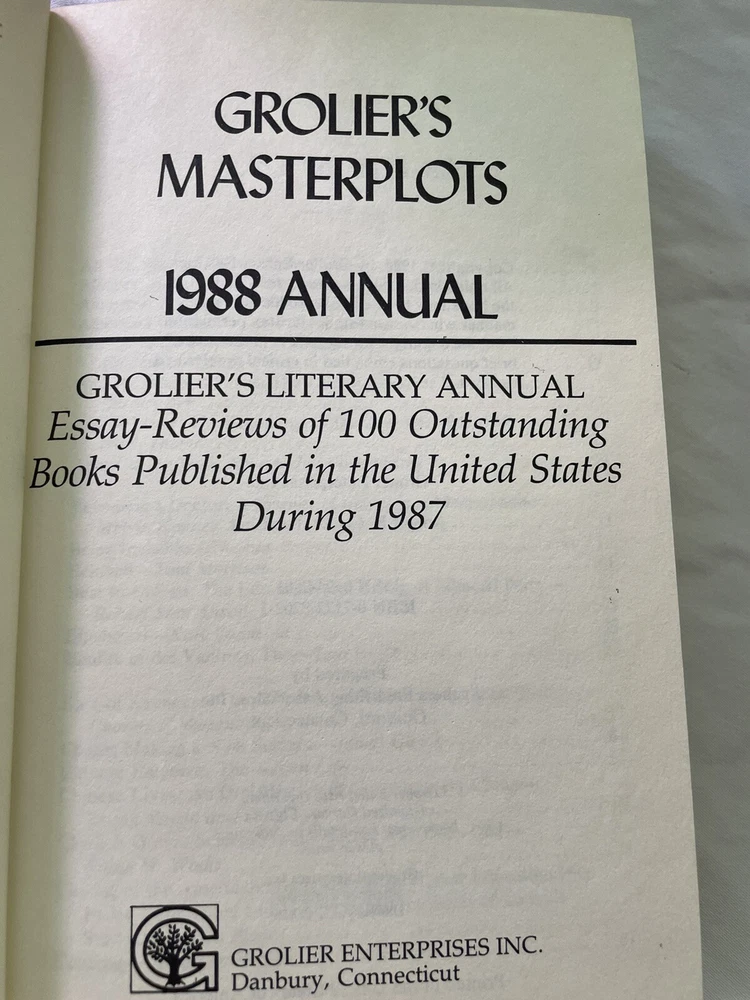 GROLIER'S
MASTERPLOTS
1988 ANNUAL
GROLIER'S LITERARY ANNUAL
Essay-Reviews of 100 Outstanding
Books Published in the United States
During 1987
G
GROLIER ENTERPRISES INC.
Danbury, Connecticut